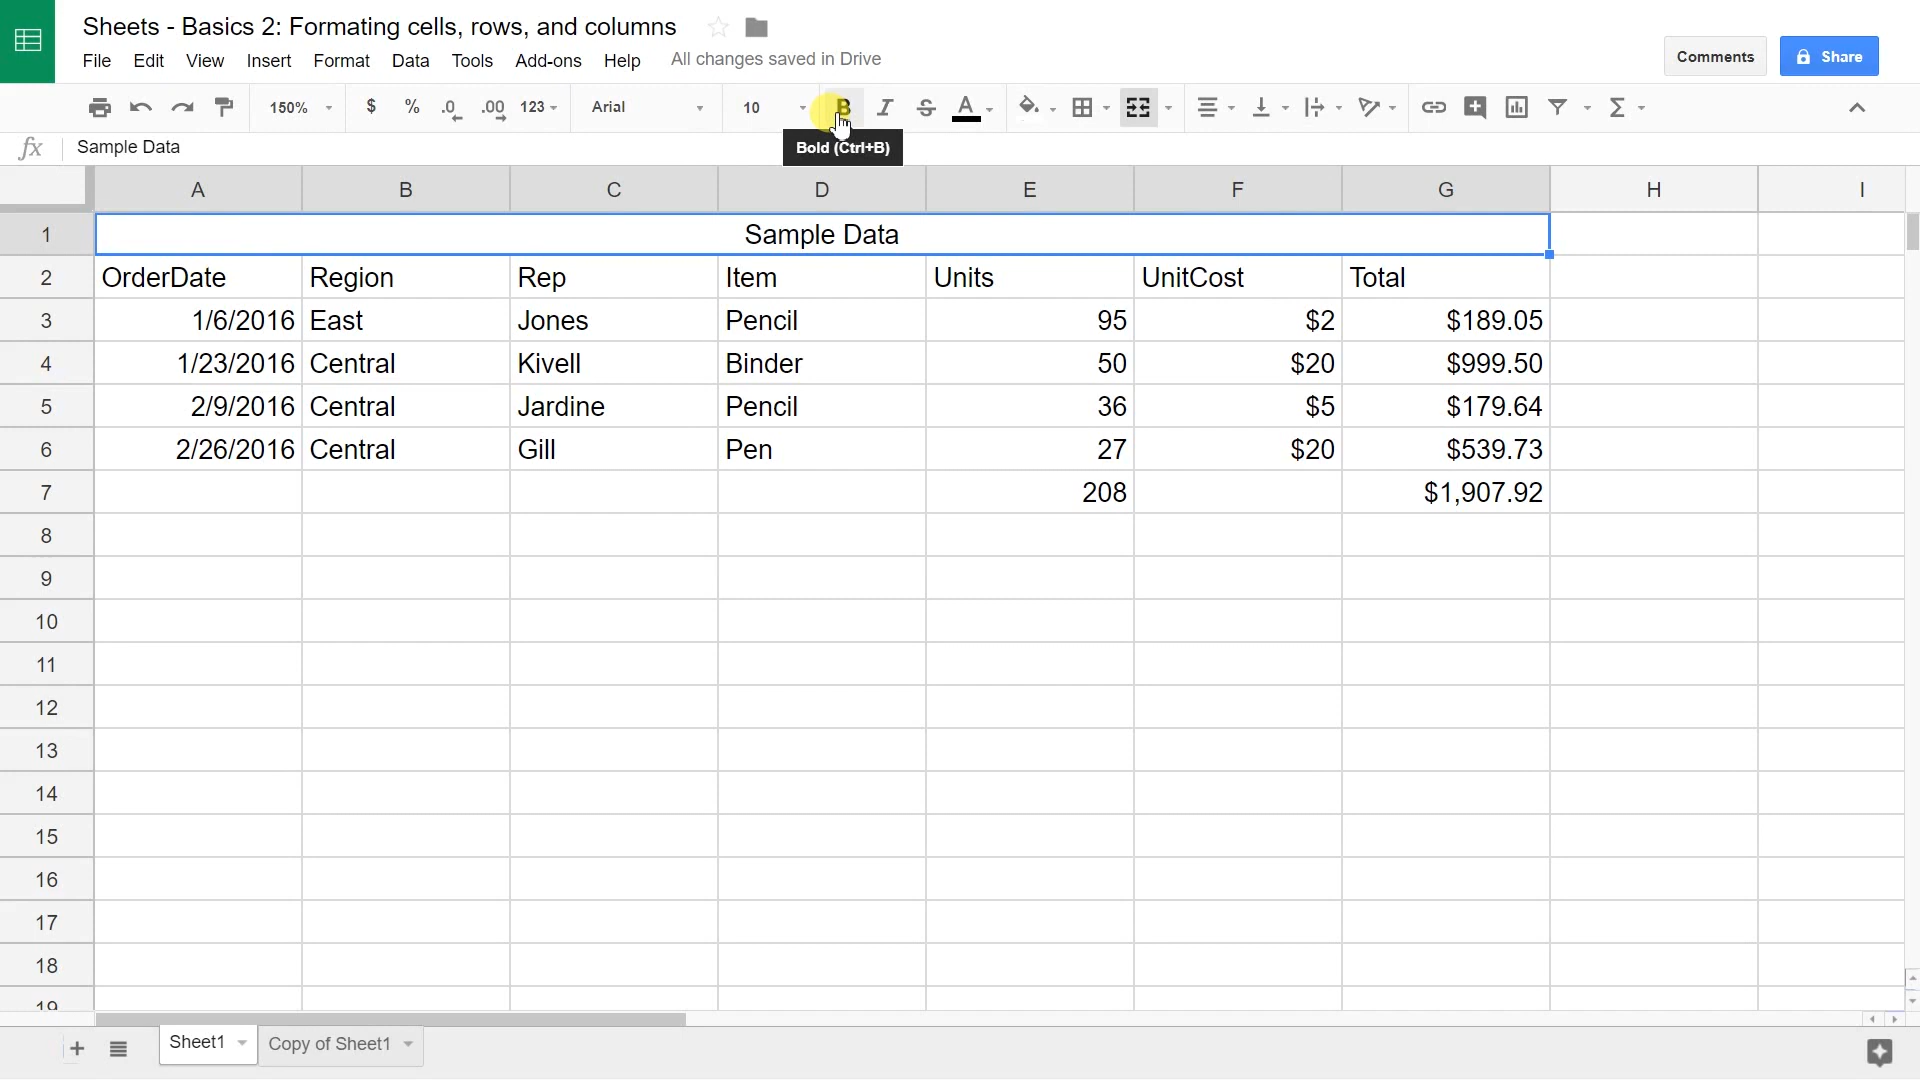 Sheets - Basics 2: Formating cells, rows, and columns
File Edit View Insert Format Data Tools Add-ons Help All changes saved in Drive
Comments Share
150% $ % .0 .00 123 Arial 10 B I S A Σ
Bold (Ctrl+B)
fx Sample Data
A B C D E F G H I
1 Sample Data
2 OrderDate Region Rep Item Units UnitCost Total
3 1/6/2016 East Jones Pencil 95 $2 $189.05
4 1/23/2016 Central Kivell Binder 50 $20 $999.50
5 2/9/2016 Central Jardine Pencil 36 $5 $179.64
6 2/26/2016 Central Gill Pen 27 $20 $539.73
7 208 $1,907.92
8
9
10
11
12
13
14
15
16
17
18
19
Sheet1 Copy of Sheet1